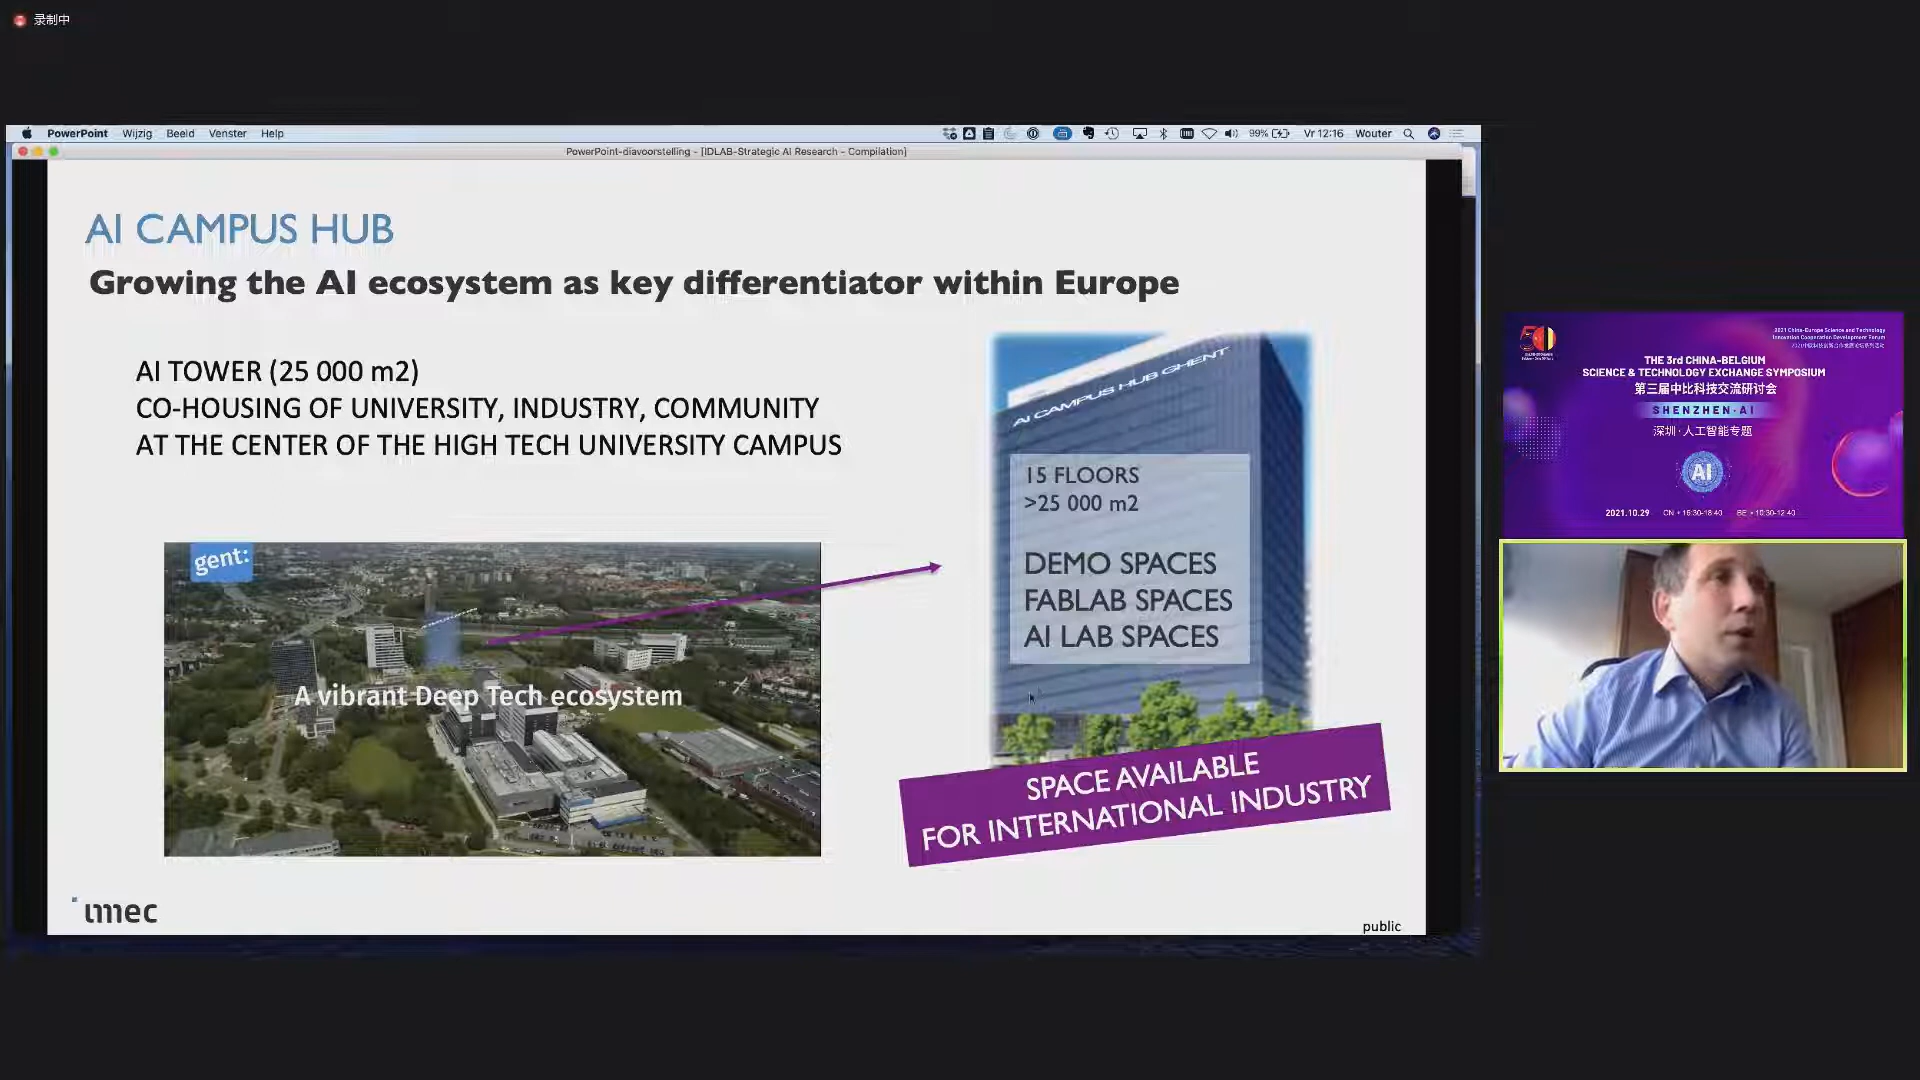 录制中
PowerPoint Wijzig Beeld Venster Help
99% Vr 12:16 Wouter
PowerPoint-diavoorstelling - [IDLAB-Strategic AI Research - Compilation]
AI CAMPUS HUB
Growing the AI ecosystem as key differentiator within Europe
AI TOWER (25 000 m2)
CO-HOUSING OF UNIVERSITY, INDUSTRY, COMMUNITY
AT THE CENTER OF THE HIGH TECH UNIVERSITY CAMPUS
gent:
A vibrant Deep Tech ecosystem
AI CAMPUS HUB GHENT
15 FLOORS
>25 000 m2
DEMO SPACES
FABLAB SPACES
AI LAB SPACES
SPACE AVAILABLE
FOR INTERNATIONAL INDUSTRY
imec
public
2021 China-Europe Science and Technology
Innovation Cooperation Development Forum
THE 3rd CHINA-BELGIUM
SCIENCE & TECHNOLOGY EXCHANGE SYMPOSIUM
第三届中比科技交流研讨会
SHENZHEN·AI
深圳·人工智能专题
AI
2021.10.29 CN • 16:30-18:40 BE • 10:30-12:40